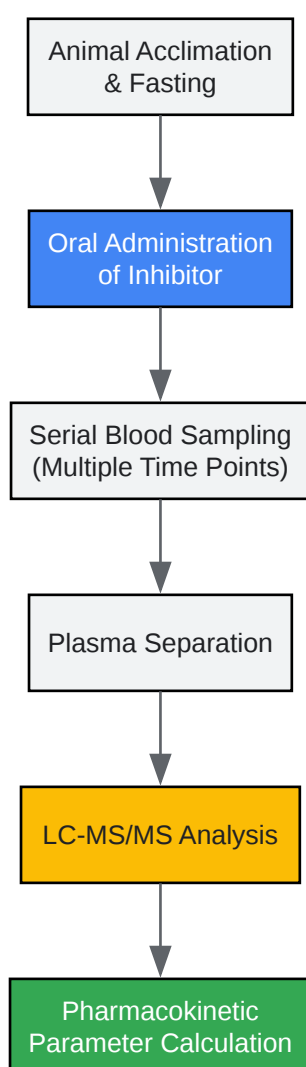 Animal Acclimation
& Fasting
Oral Administration
of Inhibitor
Serial Blood Sampling
(Multiple Time Points)
Plasma Separation
LC-MS/MS Analysis
Pharmacokinetic
Parameter Calculation